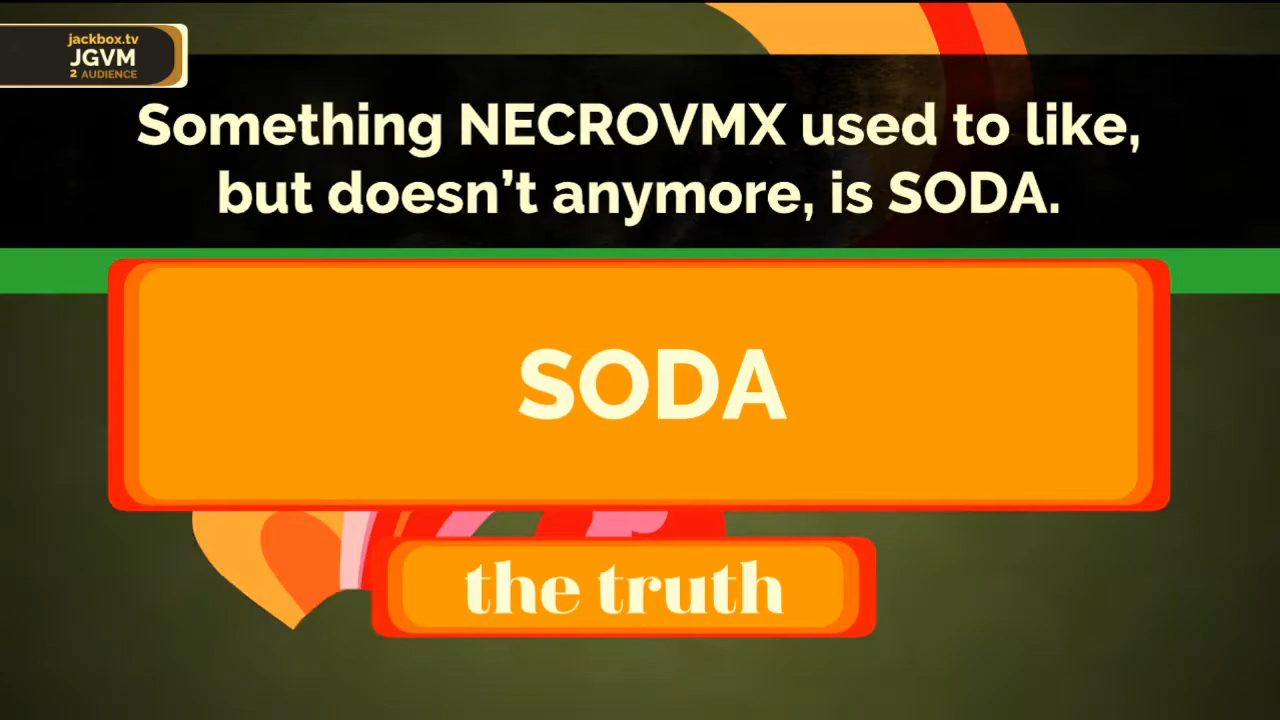 jackbox.tv
JGVM
2 AUDIENCE
Something NECROVMX used to like,
but doesn't anymore, is SODA.
SODA
the truth